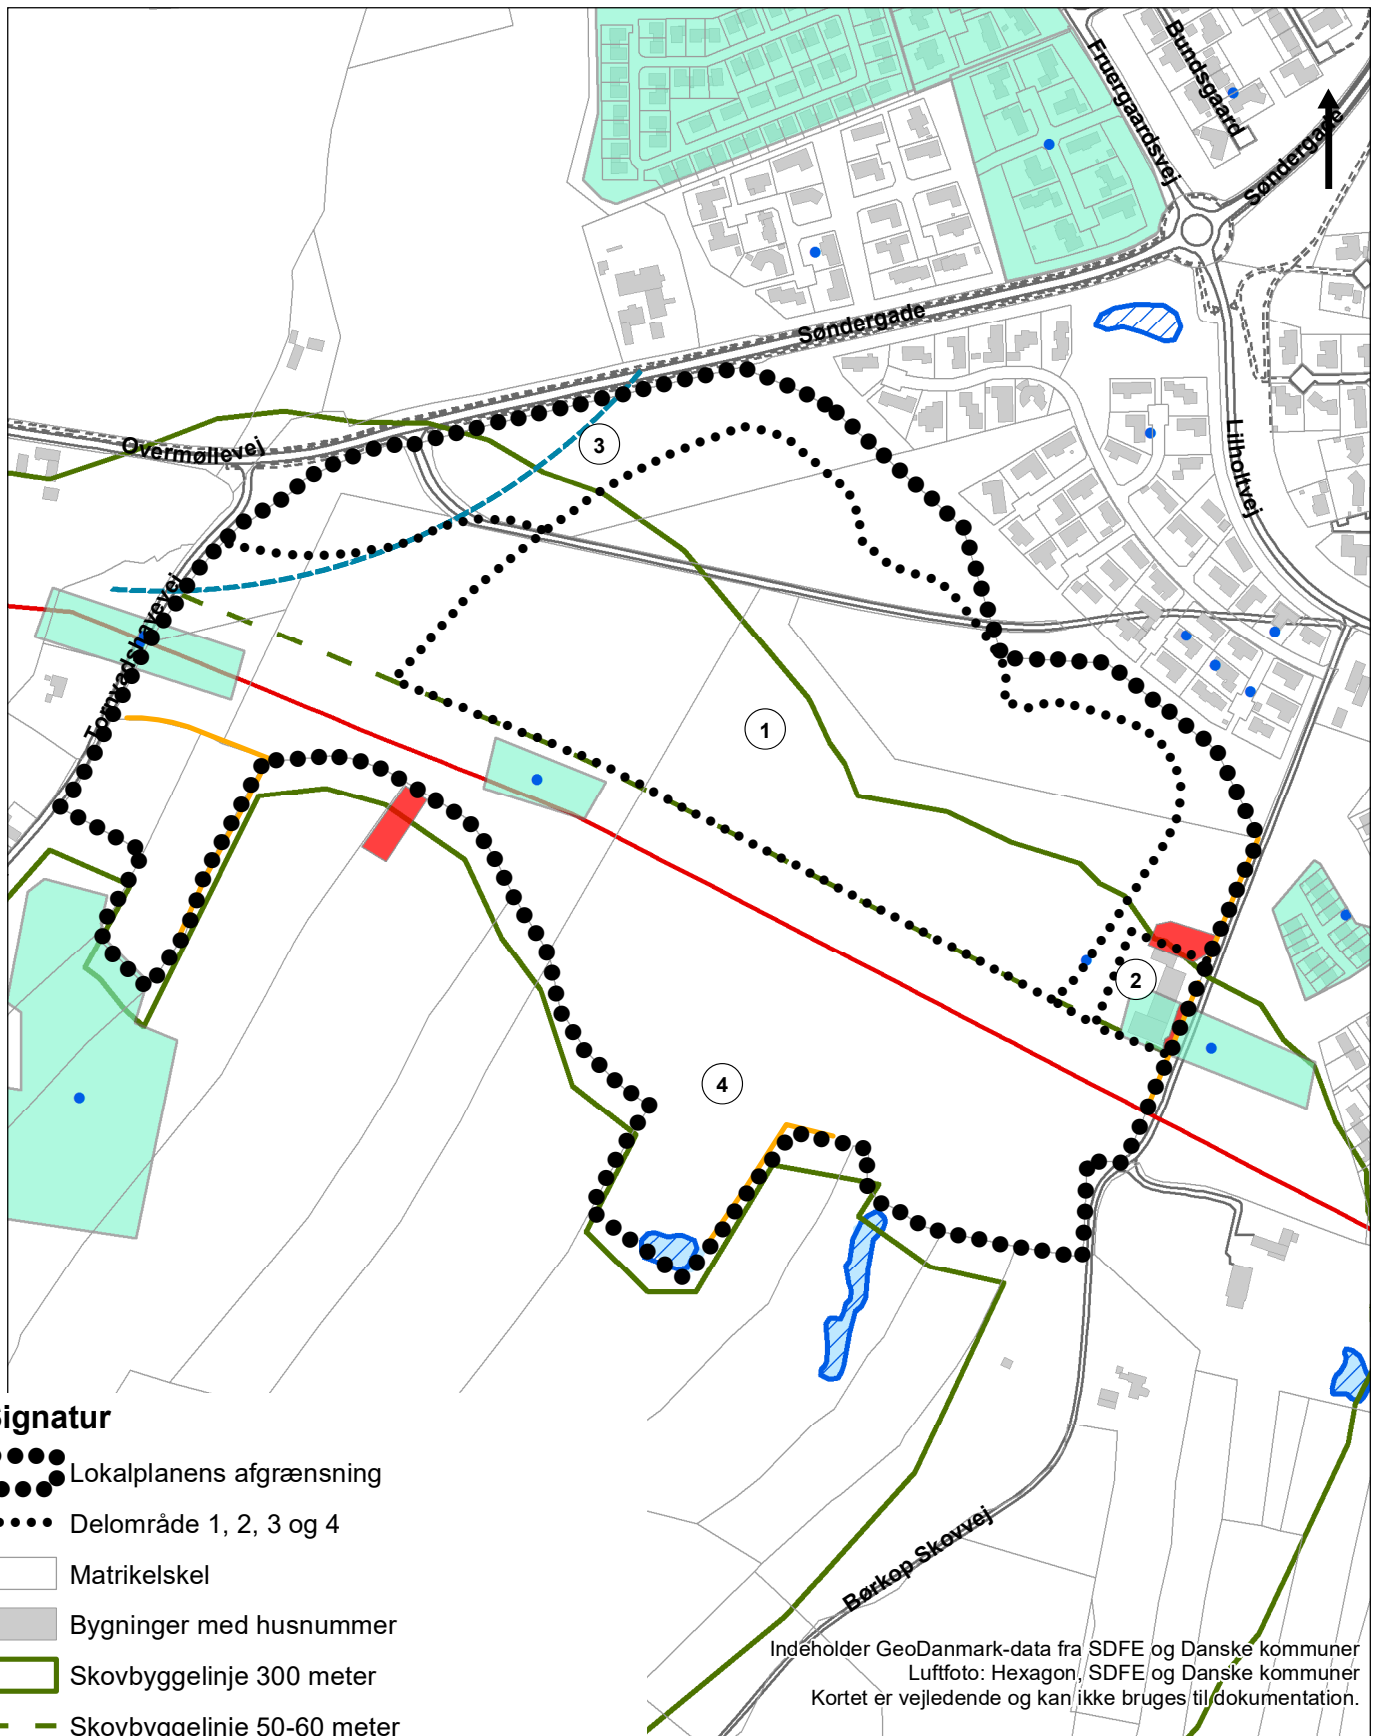 Bundsgaard
Fruergaardsvej
Søndergade
Søndergade
Overmøllevej
3
Lilholtvej
1
2
4
Børkop Skovvej
Signatur
Lokalplanens afgrænsning
Delområde 1, 2, 3 og 4
Matrikelskel
Bygninger med husnummer
Skovbyggelinje 300 meter
Skovbyggelinje 50-60 meter
Indeholder GeoDanmark-data fra SDFE og Danske kommuner
Luftfoto: Hexagon, SDFE og Danske kommuner
Kortet er vejledende og kan ikke bruges til dokumentation.